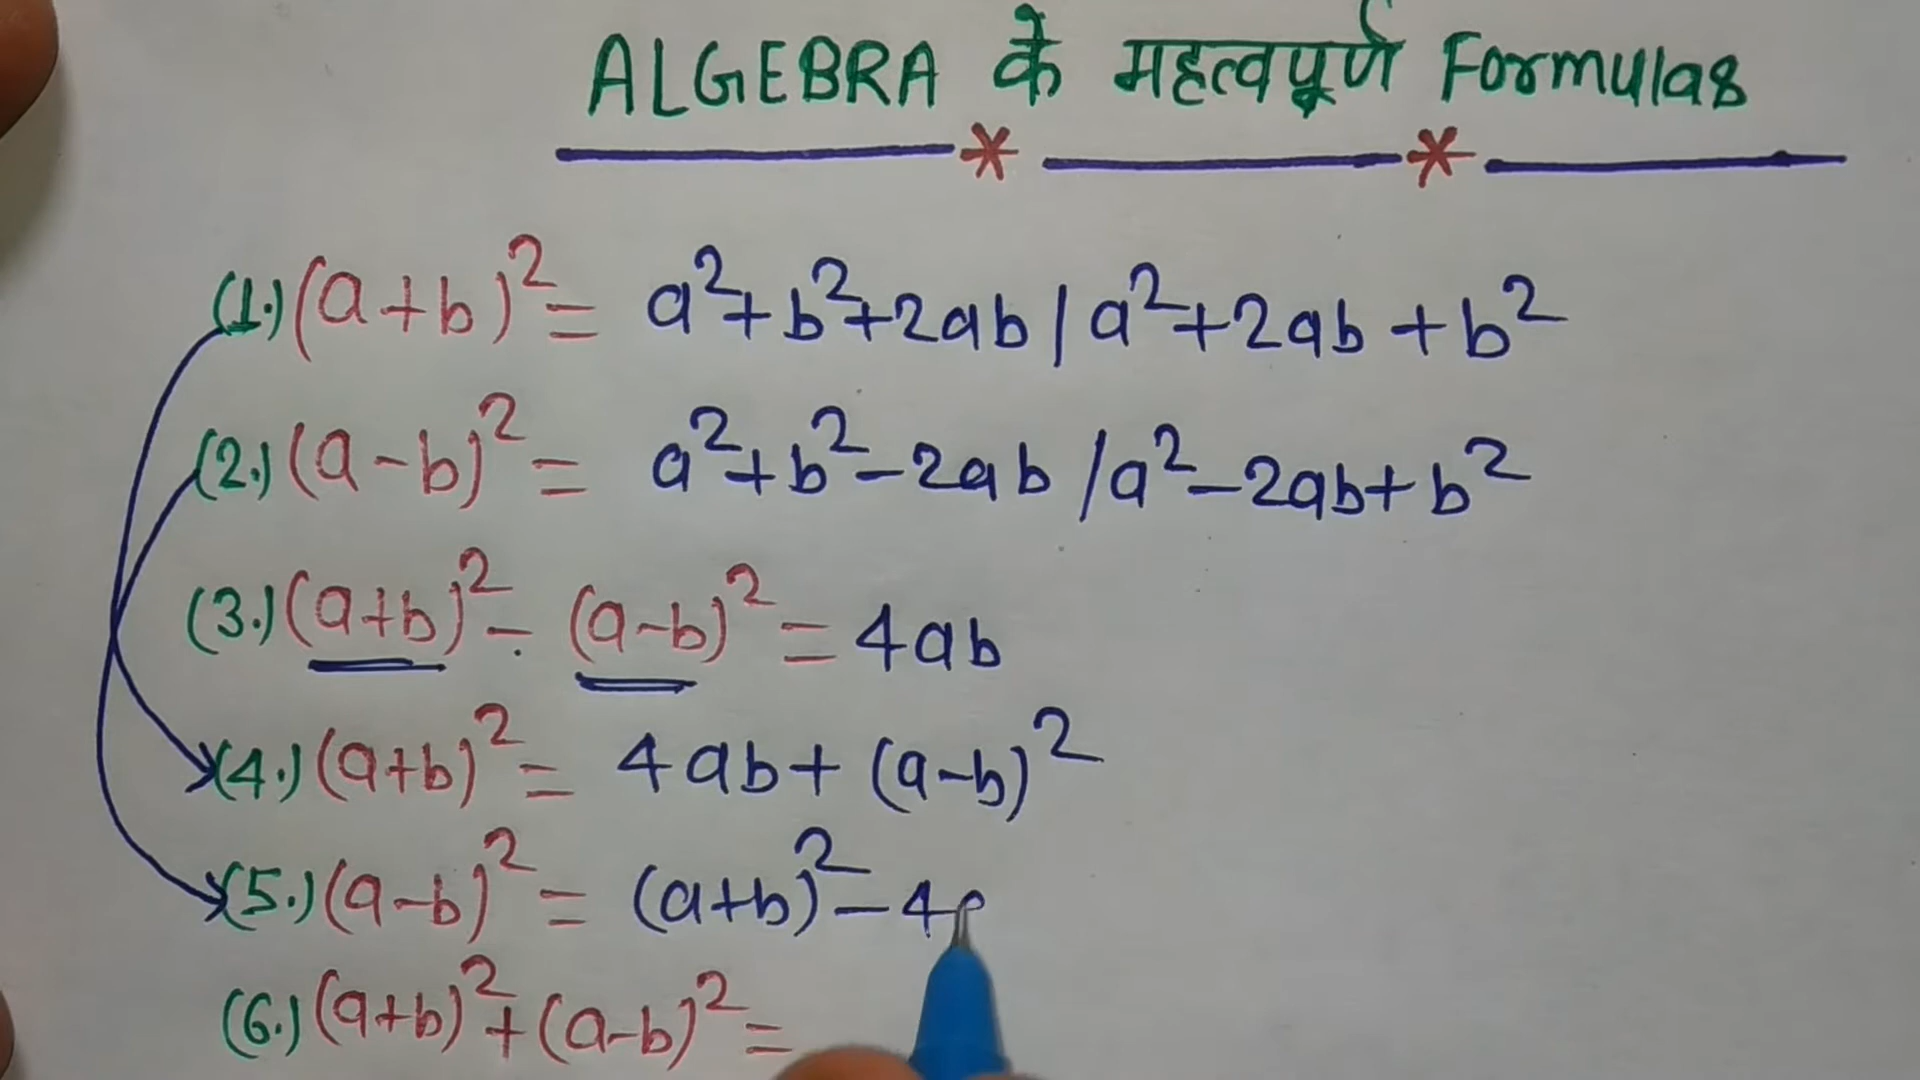 ALGEBRA के महत्वपूर्ण Formulas
(1.) (a+b)² = a²+b²+2ab / a²+2ab+b²
(2.) (a-b)² = a²+b²-2ab / a²-2ab+b²
(3.) (a+b)² - (a-b)² = 4ab
(4.) (a+b)² = 4ab + (a-b)²
(5.) (a-b)² = (a+b)² - 4
(6.) (a+b)² + (a-b)² =